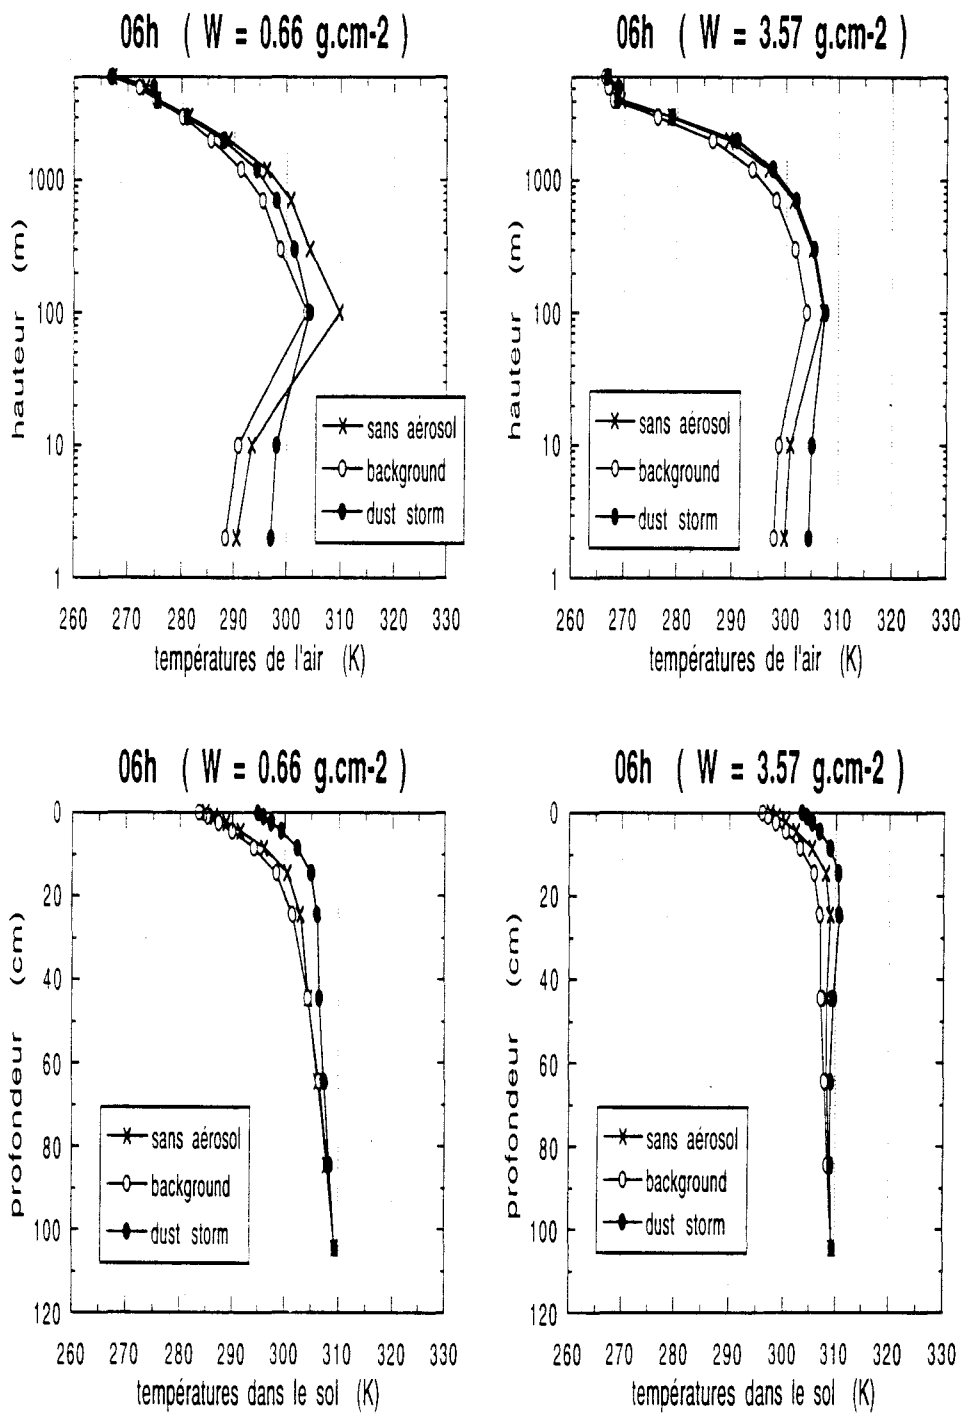 06h ( W = 0.66 g.cm-2 )
1000
100
10
1
hauteur (m)
sans aérosol
background
dust storm
260 270 280 290 300 310 320 330
températures de l'air (K)
06h ( W = 3.57 g.cm-2 )
1000
100
10
1
hauteur (m)
sans aérosol
background
dust storm
260 270 280 290 300 310 320 330
températures de l'air (K)
06h ( W = 0.66 g.cm-2 )
0
20
40
60
80
100
120
profondeur (cm)
sans aérosol
background
dust storm
260 270 280 290 300 310 320 330
températures dans le sol (K)
06h ( W = 3.57 g.cm-2 )
0
20
40
60
80
100
120
profondeur (cm)
sans aérosol
background
dust storm
260 270 280 290 300 310 320 330
températures dans le sol (K)